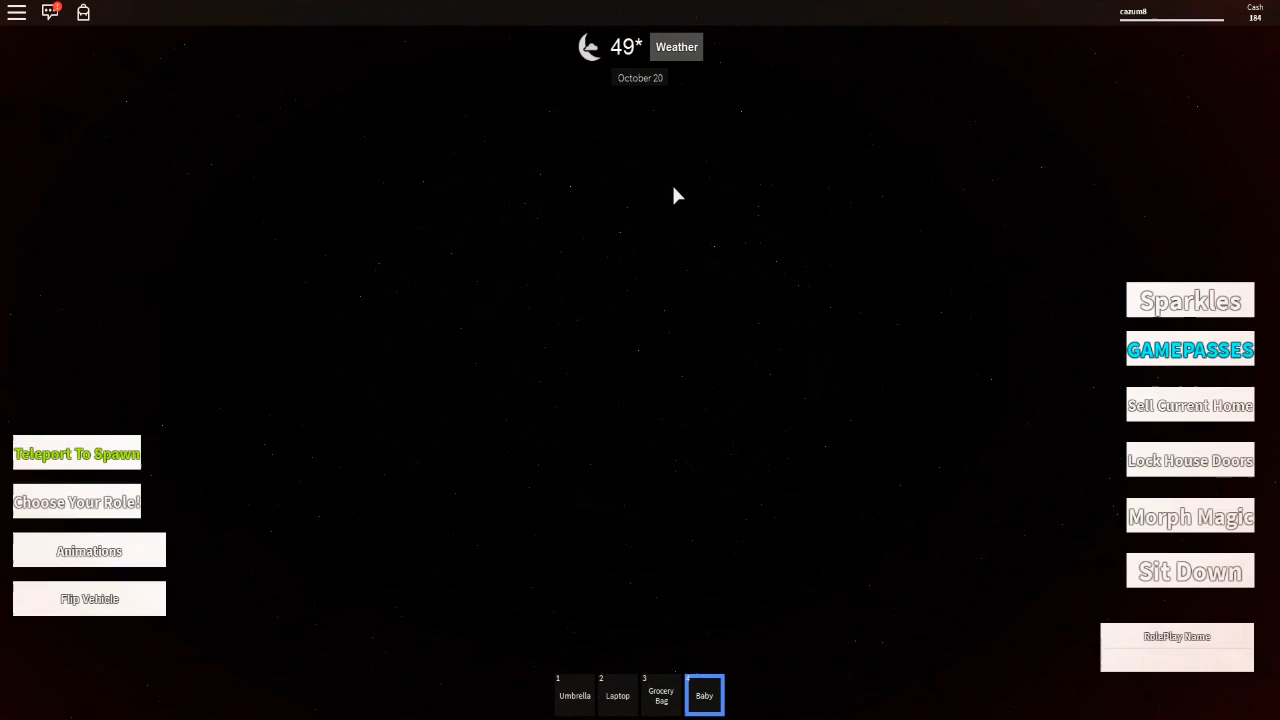 1
cazum8
Cash
184
49* Weather
October 20
Sparkles
GAMEPASSES
Sell Current Home
Lock House Doors
Morph Magic
Sit Down
RolePlay Name
Teleport To Spawn
Choose Your Role!
Animations
Flip Vehicle
1 Umbrella
2 Laptop
3 Grocery
Bag
4 Baby